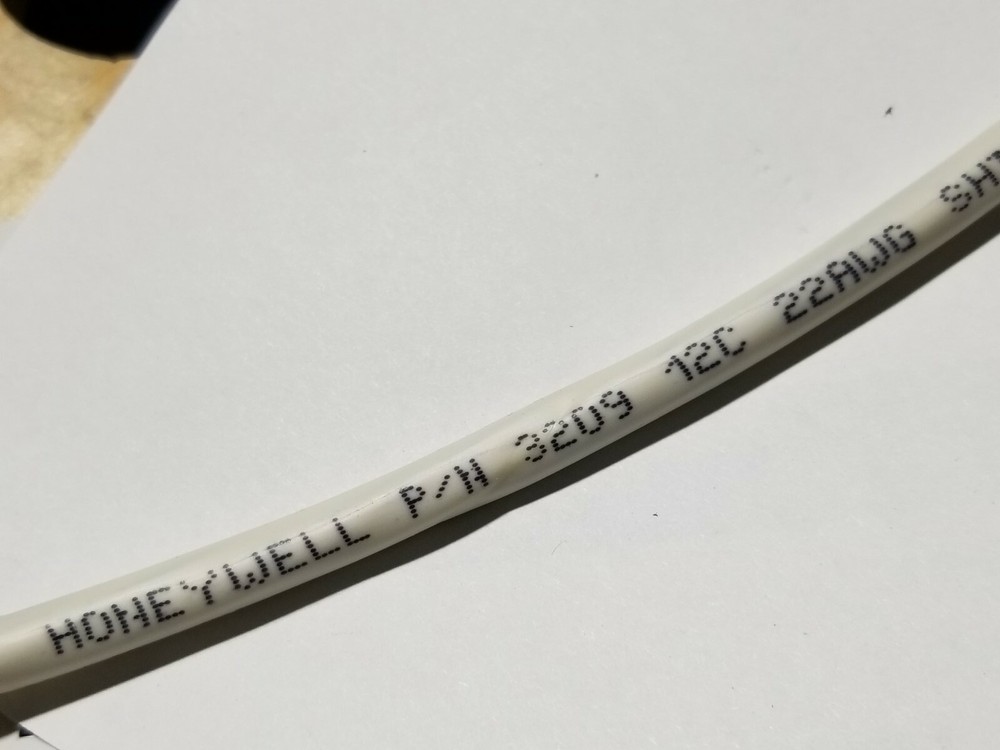 HONEYWELL P/N 3209 12C 22AWG